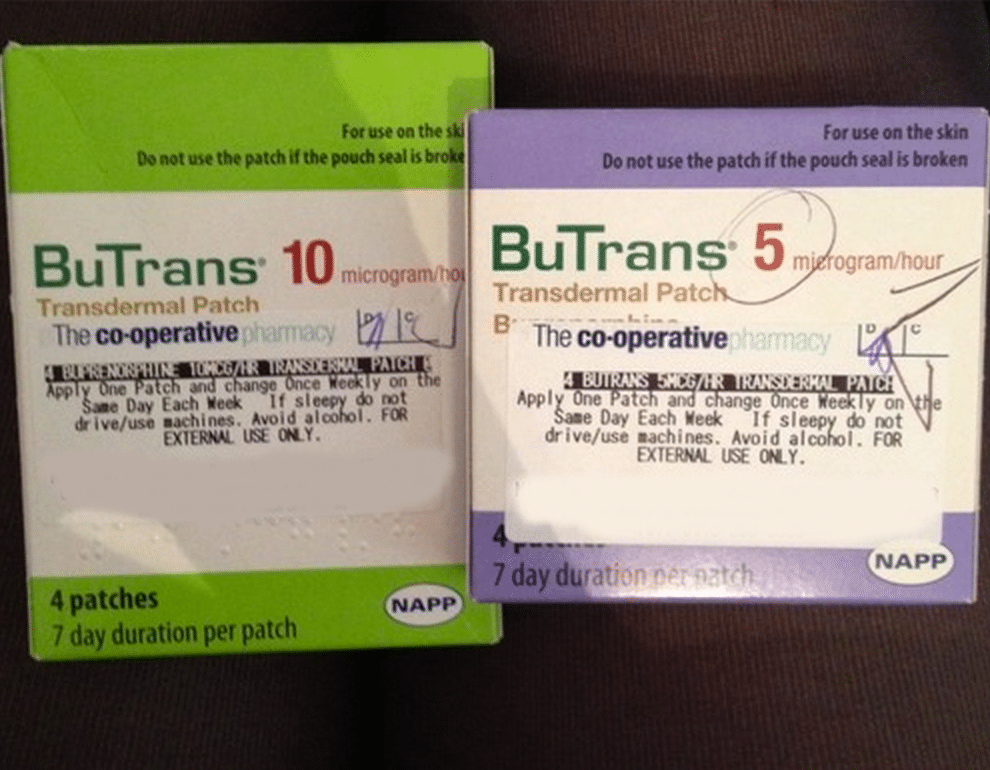 For use on the ski
Do not use the patch if the pouch seal is broke
BuTrans® 10 microgram/hou
Transdermal Patch
The co-operative pharmacy
D C
4 BUPRENORPHINE 10MCG/HR TRANSDERMAL PATCH
Apply One Patch and change Once Weekly on the
Same Day Each Week If sleepy do not
drive/use machines. Avoid alcohol. FOR
EXTERNAL USE ONLY.
4 patches
7 day duration per patch
NAPP
For use on the skin
Do not use the patch if the pouch seal is broken
BuTrans® 5 microgram/hour
Transdermal Patch
The co-operative pharmacy
D C
4 BUTRANS 5MCG/HR TRANSDERMAL PATCH
Apply One Patch and change Once Weekly on the
Same Day Each Week If sleepy do not
drive/use machines. Avoid alcohol. FOR
EXTERNAL USE ONLY.
4 patches
7 day duration per patch
NAPP